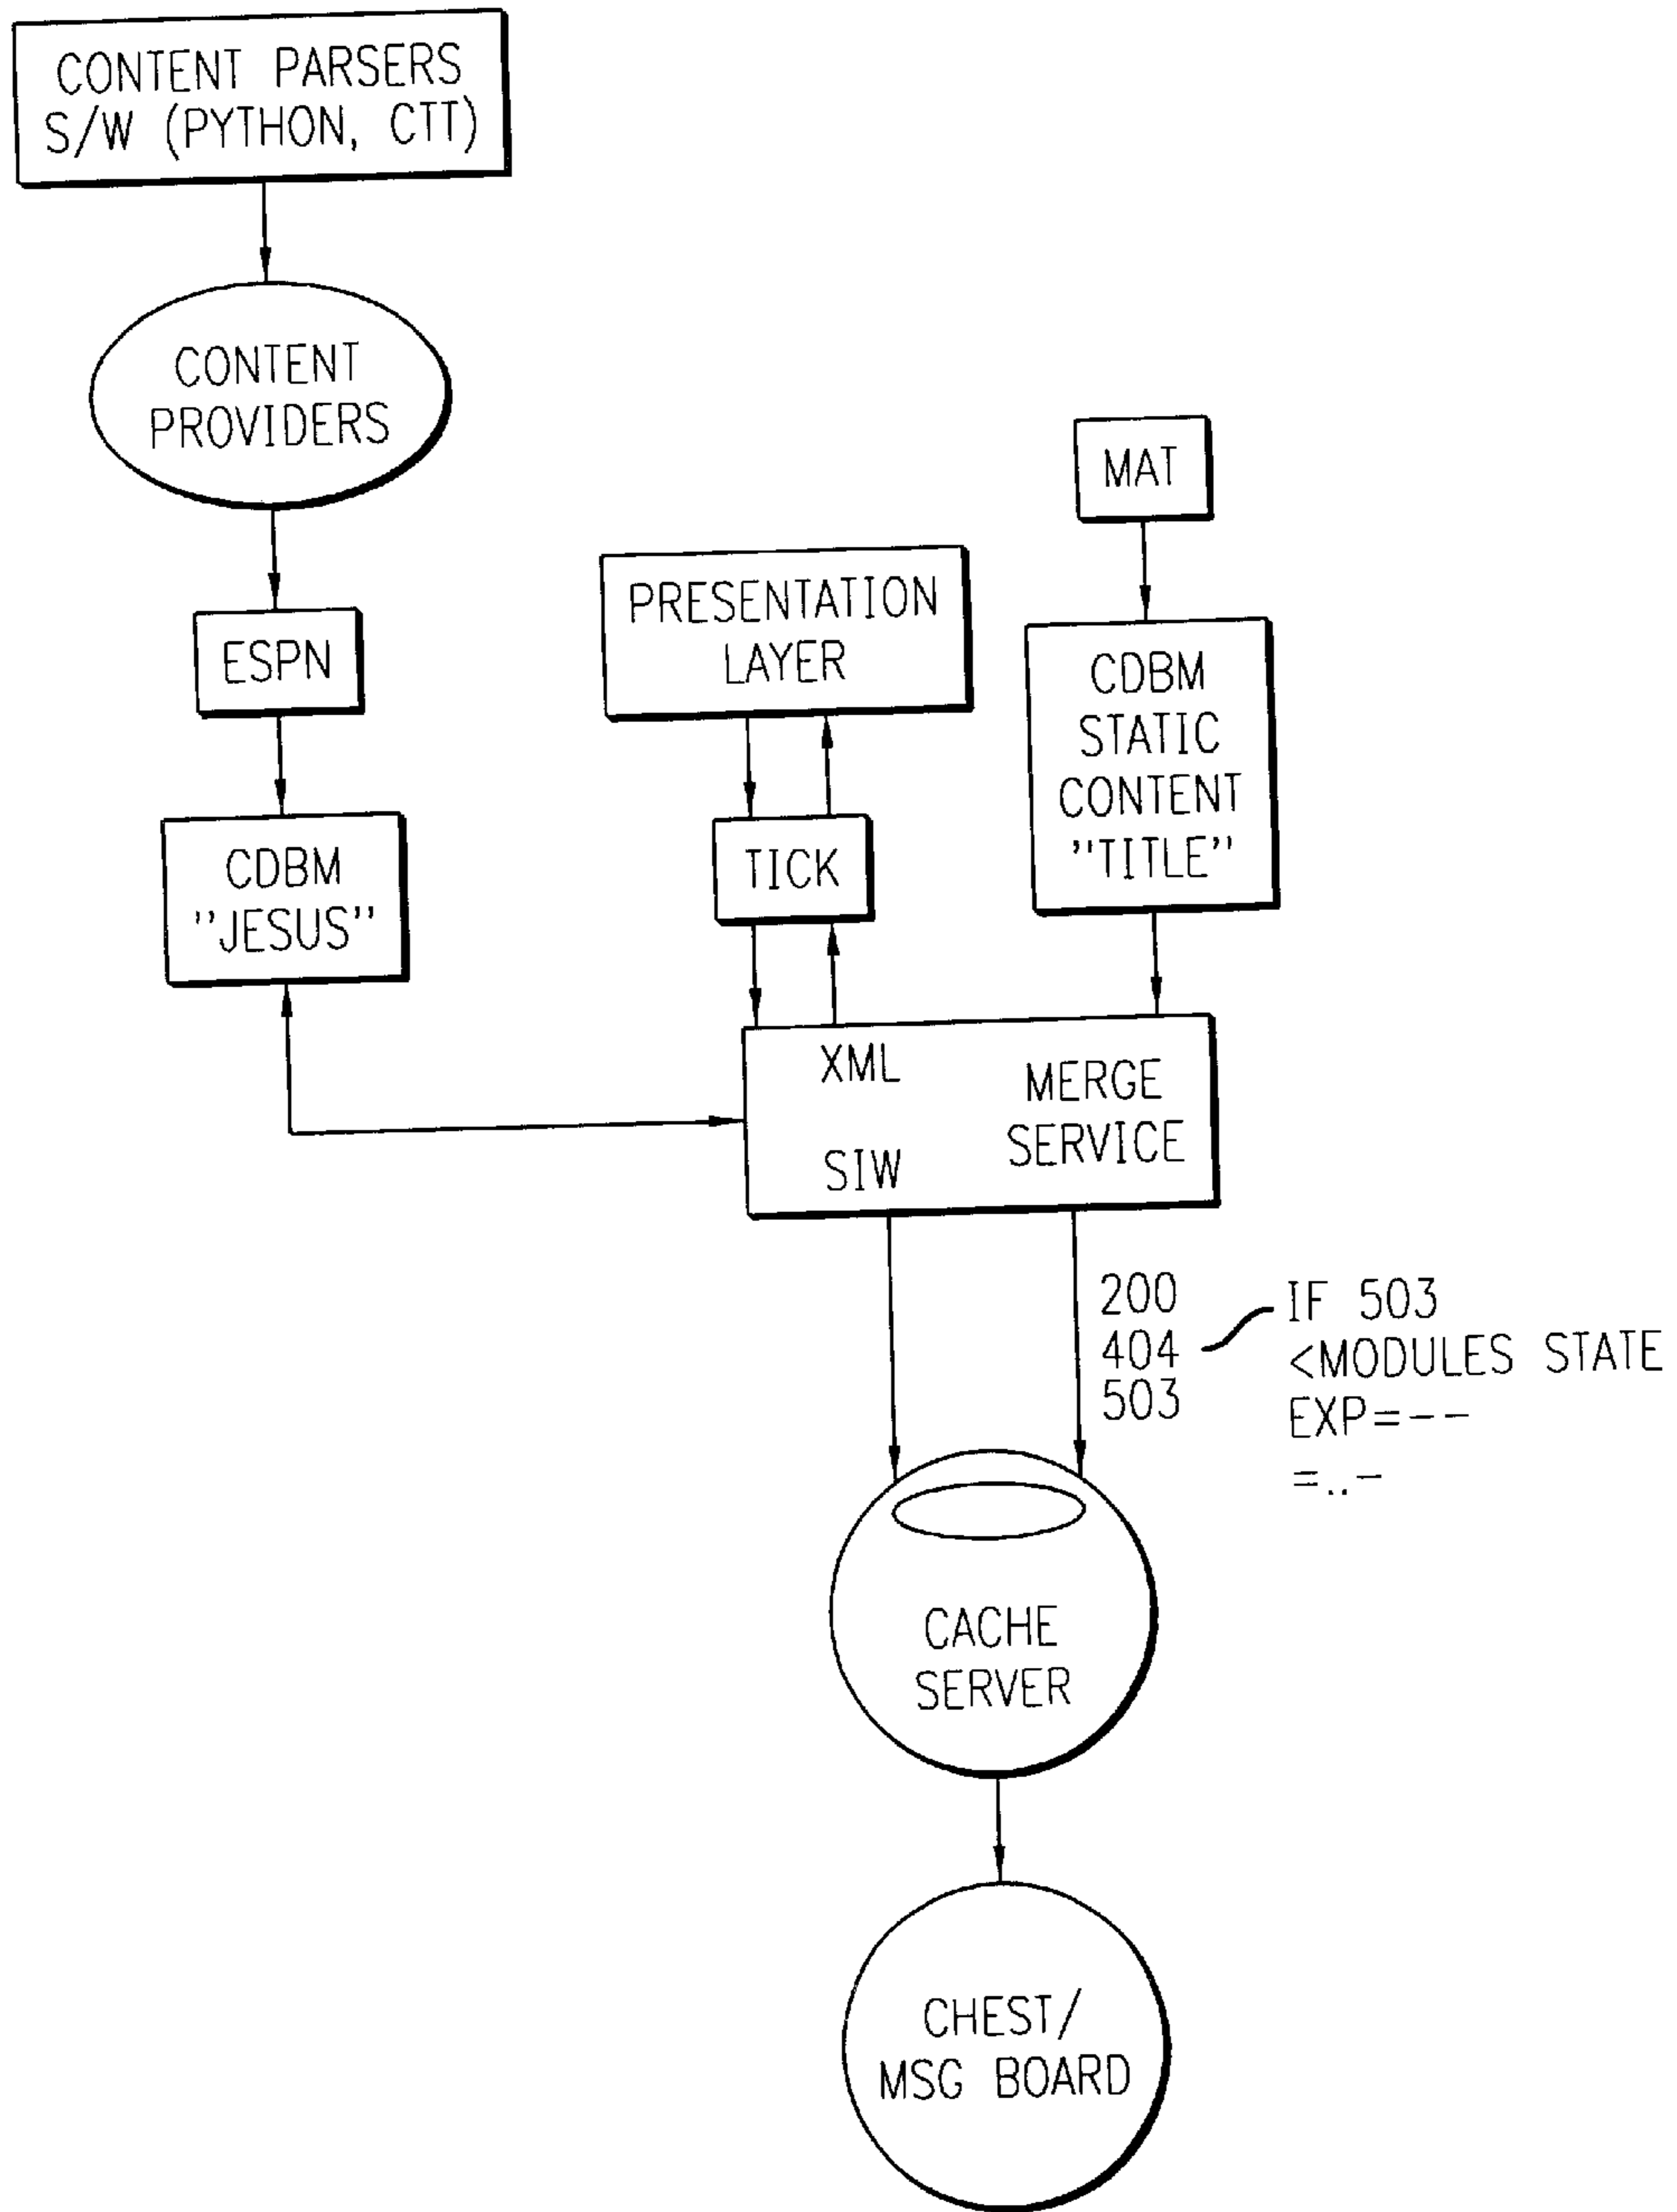 CONTENT PARSERS
S/W (PYTHON, CTT)
CONTENT
PROVIDERS
MAT
PRESENTATION
LAYER
ESPN
CDBM
STATIC
CONTENT
"TITLE"
TICK
CDBM
"JESUS"
XML
SIW
MERGE
SERVICE
200
404
503
IF 503
<MODULES STATE
EXP=--
=..-
CACHE
SERVER
CHEST/
MSG BOARD